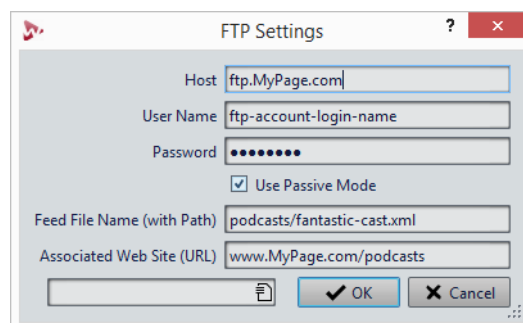 FTP Settings ?
Host ftp.MyPage.com
User Name ftp-account-login-name
Password ●●●●●●●●
Use Passive Mode
Feed File Name (with Path) podcasts/fantastic-cast.xml
Associated Web Site (URL) www.MyPage.com/podcasts
OK Cancel